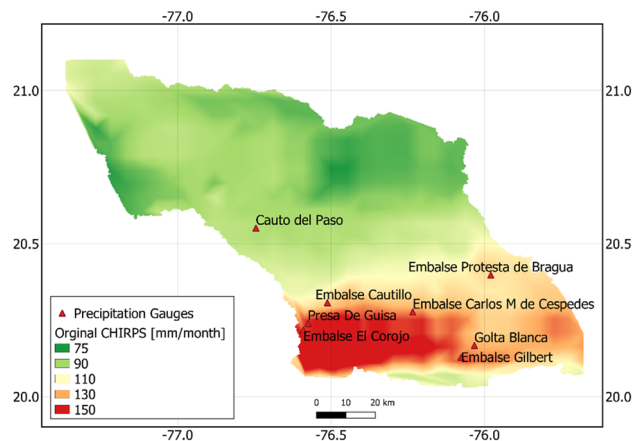 -77.0 -76.5 -76.0
21.0 21.0
Cauto del Paso
20.5 20.5
Embalse Protesta de Bragua
Embalse Cautillo
Embalse Carlos M de Cespedes
Presa De Guisa
Embalse El Corojo
Golta Blanca
Embalse Gilbert
Precipitation Gauges
Orginal CHIRPS [mm/month]
75
90
110
130
150
0 10 20 km
20.0 20.0
-77.0 -76.5 -76.0